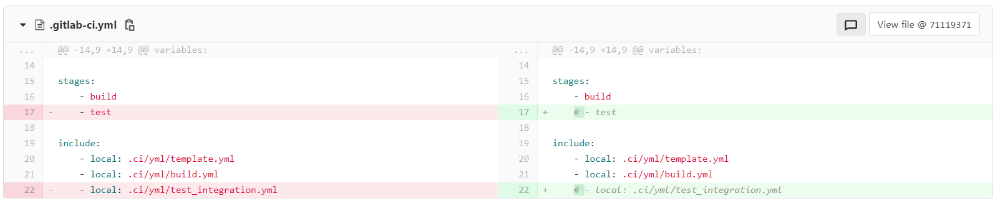 .gitlab-ci.yml View file @ 71119371
... @@ -14,9 +14,9 @@ variables: ... @@ -14,9 +14,9 @@ variables:
14 14
15 stages: 15 stages:
16 - build 16 - build
17 - - test 17 + # - test
18 18
19 include: 19 include:
20 - local: .ci/yml/template.yml 20 - local: .ci/yml/template.yml
21 - local: .ci/yml/build.yml 21 - local: .ci/yml/build.yml
22 - - local: .ci/yml/test_integration.yml 22 + # - local: .ci/yml/test_integration.yml